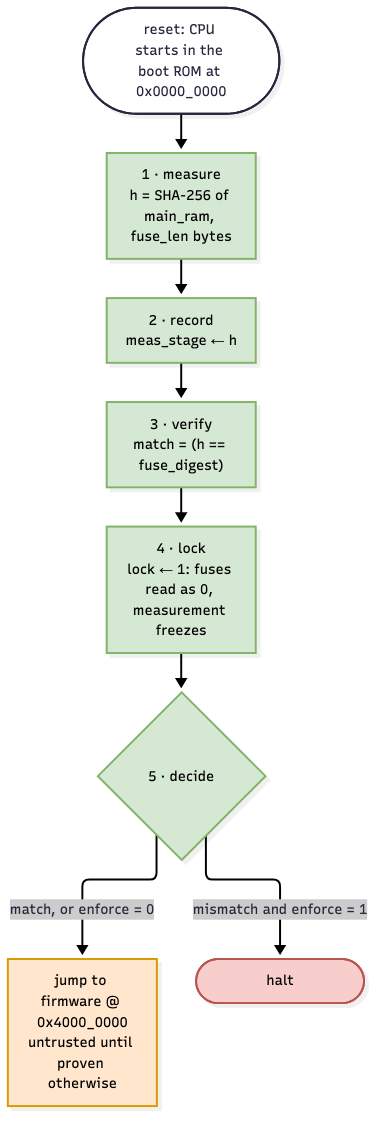 reset: CPU
starts in the
boot ROM at
0x0000_0000
1 · measure
h = SHA-256 of
main_ram,
fuse_len bytes
2 · record
meas_stage ← h
3 · verify
match = (h ==
fuse_digest)
4 · lock
lock ← 1: fuses
read as 0,
measurement
freezes
5 · decide
match, or enforce = 0
mismatch and enforce = 1
jump to
firmware @
0x4000_0000
untrusted until
proven
otherwise
halt